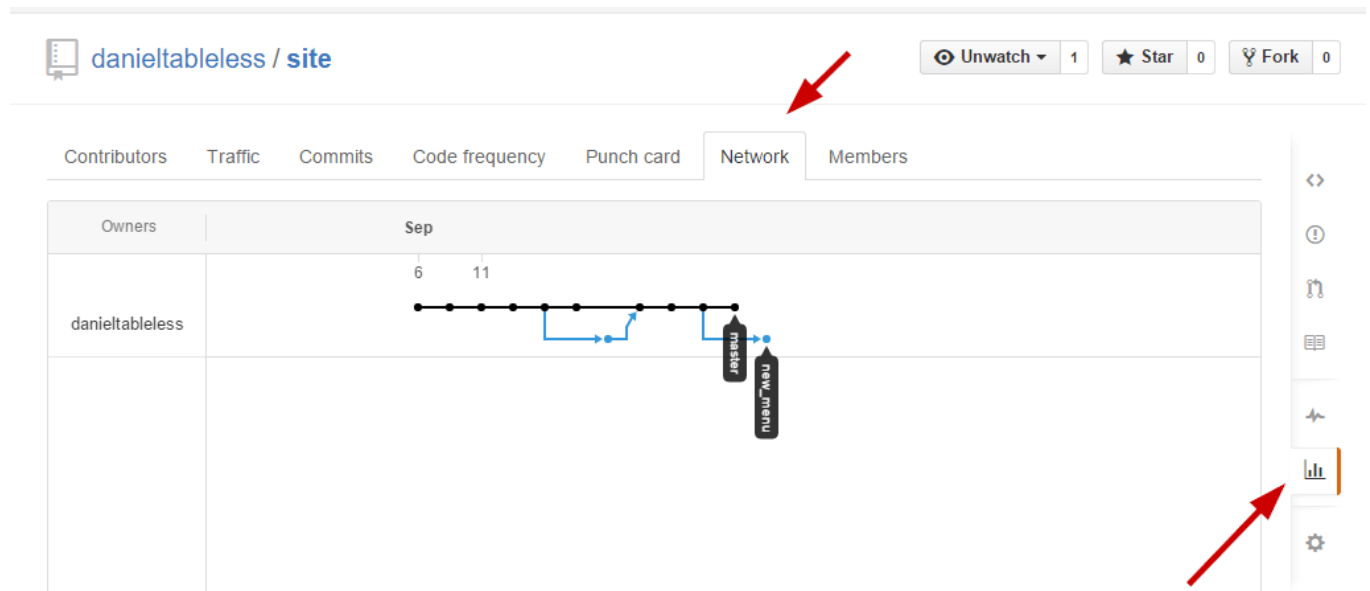 danieltableless / site
Unwatch 1 Star 0 Fork 0
Contributors Traffic Commits Code frequency Punch card Network Members
Owners Sep
6 11
danieltableless
master
new_menu